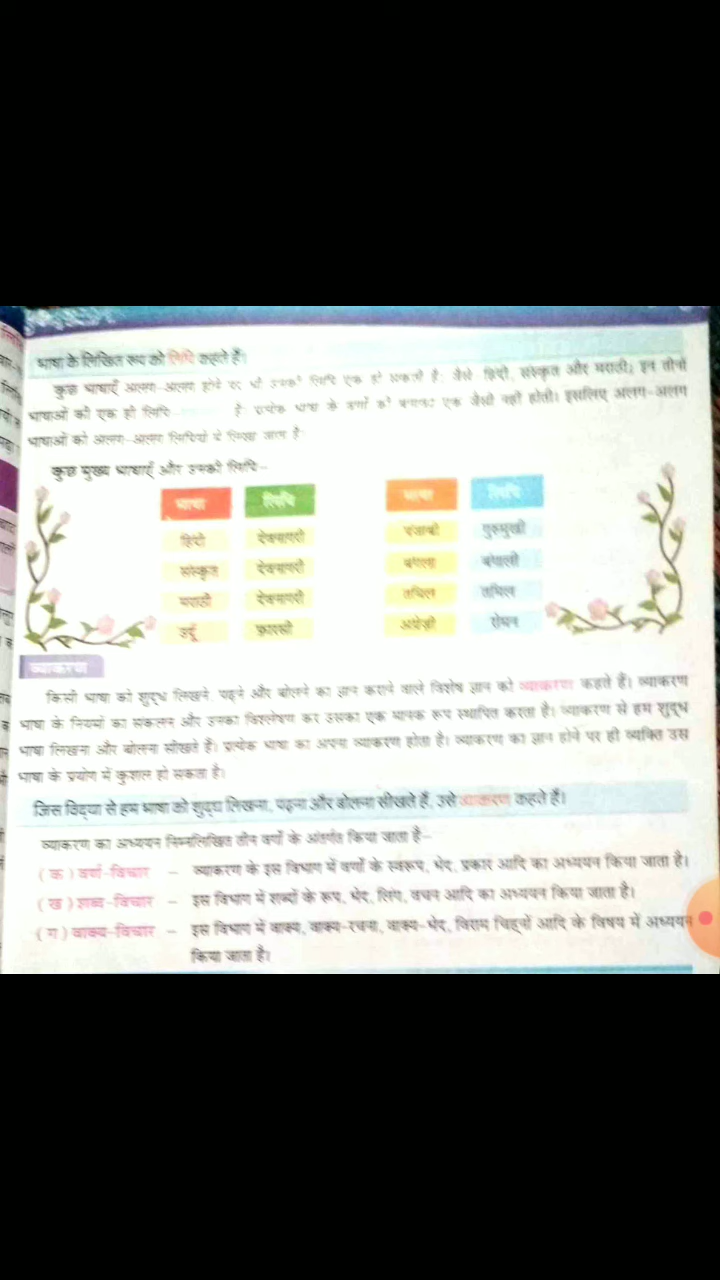 भाषा के लिखित रूप को लिपि कहते हैं।
कुछ भाषाएँ अलग-अलग होने पर भी उनकी लिपि एक हो सकती है; जैसे हिंदी, संस्कृत और मराठी; इन तीनों
भाषाओं की एक ही लिपि है। प्रत्येक भाषा के वर्णों की बनावट एक जैसी नहीं होती। इसलिए अलग-अलग
भाषाओं को अलग-अलग लिपियों में लिखा जाता है।
कुछ मुख्य भाषाएँ और उनकी लिपि-
भाषा लिपि भाषा लिपि
हिंदी देवनागरी पंजाबी गुरुमुखी
संस्कृत देवनागरी बंगला बंगाली
मराठी देवनागरी तमिल तमिल
उर्दू फ़ारसी अंग्रेज़ी रोमन
व्याकरण
किसी भाषा को शुद्ध लिखने, पढ़ने और बोलने का ज्ञान कराने वाले विशेष ज्ञान को व्याकरण कहते हैं। व्याकरण
भाषा के नियमों का संकलन और उनका विश्लेषण कर उसका एक मानक रूप स्थापित करता है। व्याकरण से हम शुद्ध
भाषा लिखना और बोलना सीखते हैं। प्रत्येक भाषा का अपना व्याकरण होता है। व्याकरण का ज्ञान होने पर ही व्यक्ति उस
भाषा के प्रयोग में कुशल हो सकता है।
जिस विद्या से हम भाषा को शुद्ध लिखना, पढ़ना और बोलना सीखते हैं, उसे व्याकरण कहते हैं।
व्याकरण का अध्ययन निम्नलिखित तीन वर्गों के अंतर्गत किया जाता है-
(क) वर्ण-विचार - व्याकरण के इस विभाग में वर्णों के स्वरूप, भेद, प्रकार आदि का अध्ययन किया जाता है।
(ख) शब्द-विचार - इस विभाग में शब्दों के रूप, भेद, लिंग, वचन आदि का अध्ययन किया जाता है।
(ग) वाक्य-विचार - इस विभाग में वाक्य, वाक्य-रचना, वाक्य-भेद, विराम चिह्नों आदि के विषय में अध्ययन
किया जाता है।